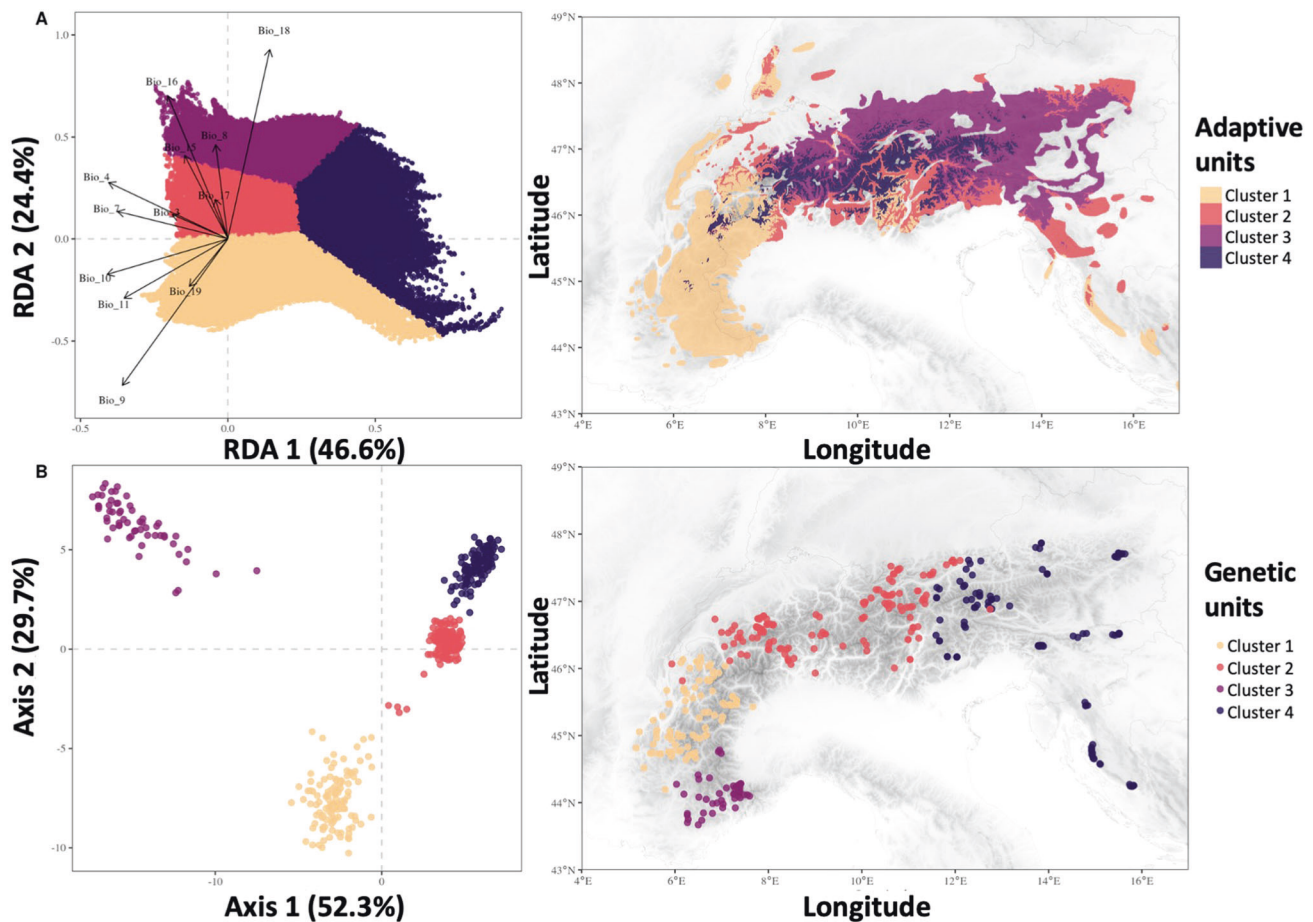 A
Bio_18
Bio_16
Bio_8
Bio_15
Bio_4
Bio_7
Bio_17
Bio_10
Bio_11
Bio_19
Bio_9
1.0
0.5
0.0
-0.5
-0.5
0.0
0.5
RDA 2 (24.4%)
RDA 1 (46.6%)
49°N
48°N
47°N
46°N
45°N
44°N
43°N
4°E
6°E
8°E
10°E
12°E
14°E
16°E
Latitude
Longitude
Adaptive
units
Cluster 1
Cluster 2
Cluster 3
Cluster 4
B
5
0
-5
-10
-10
0
Axis 2 (29.7%)
Axis 1 (52.3%)
49°N
48°N
47°N
46°N
45°N
44°N
43°N
4°E
6°E
8°E
10°E
12°E
14°E
16°E
Latitude
Longitude
Genetic
units
Cluster 1
Cluster 2
Cluster 3
Cluster 4